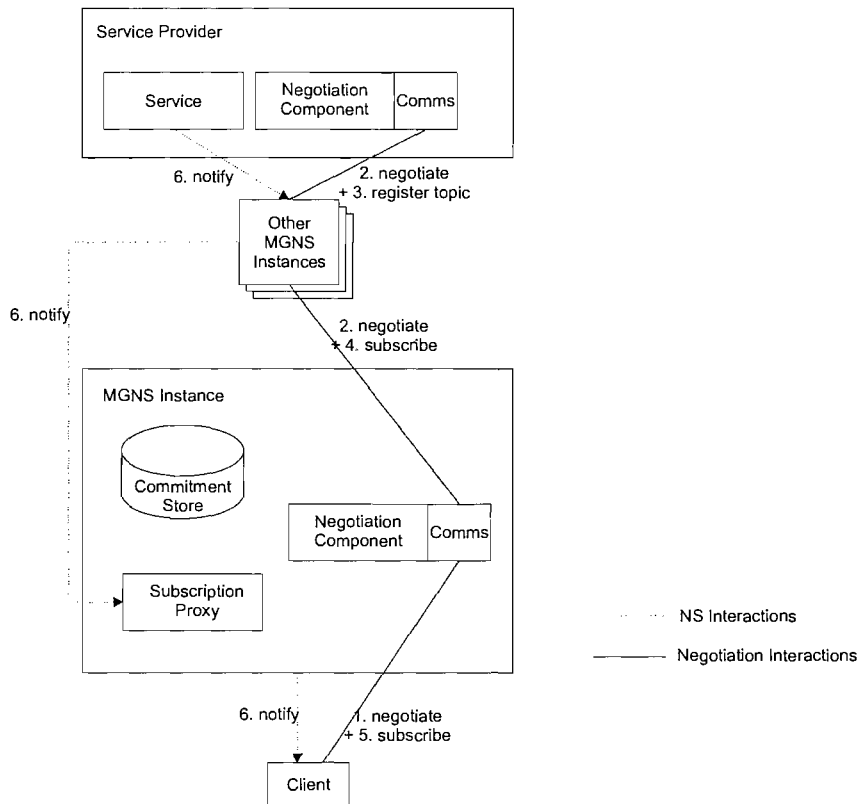 Service Provider
Service
Negotiation
Component
Comms
6. notify
2. negotiate
+ 3. register topic
Other
MGNS
Instances
6. notify
2. negotiate
+ 4. subscribe
MGNS Instance
Commitment
Store
Negotiation
Component
Comms
Subscription
Proxy
NS Interactions
Negotiation Interactions
6. notify
1. negotiate
+ 5. subscribe
Client